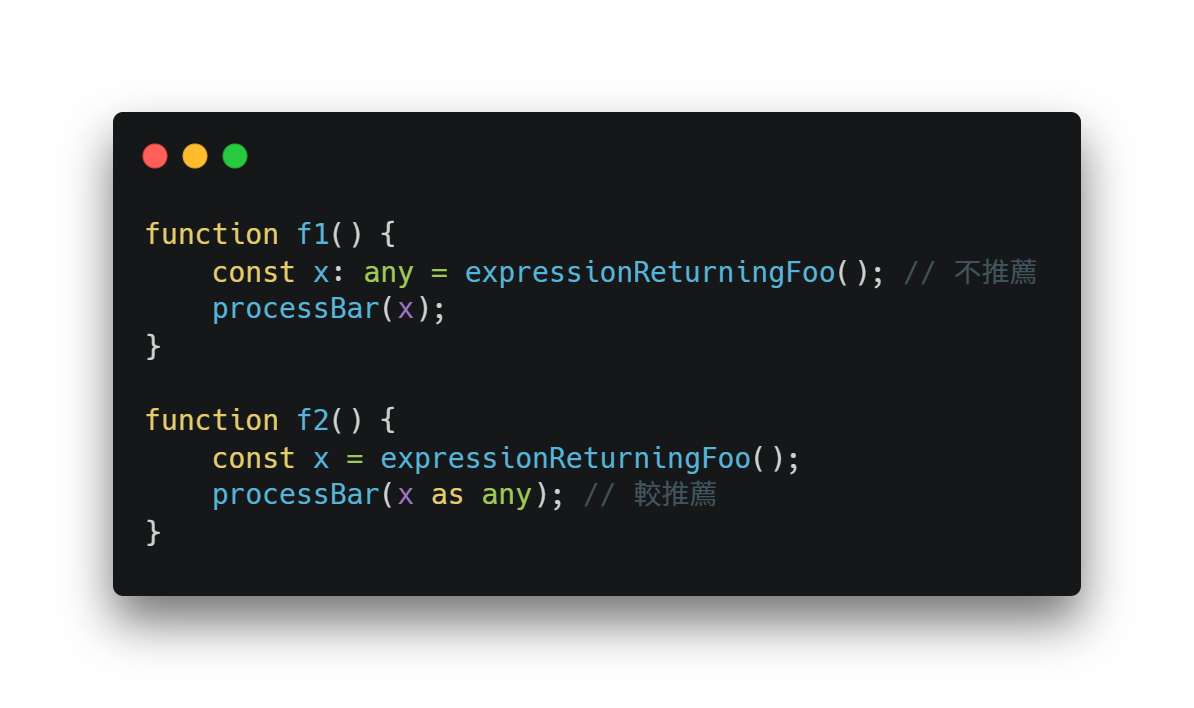 function f1() {
    const x: any = expressionReturningFoo(); // 不推薦
    processBar(x);
}
function f2() {
    const x = expressionReturningFoo();
    processBar(x as any); // 較推薦
}